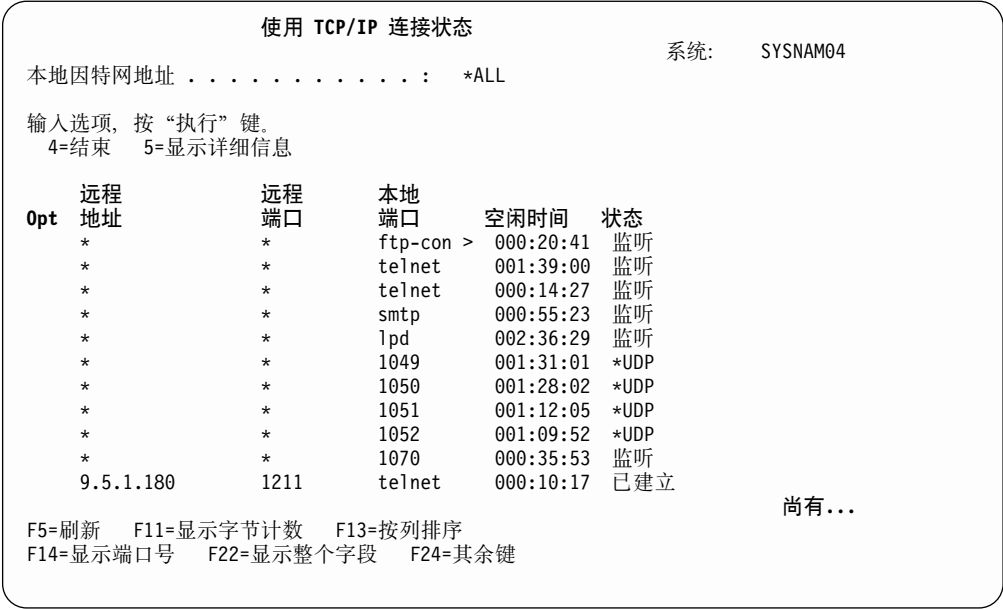 使用 TCP/IP 连接状态
系统: SYSNAM04
本地因特网地址 . . . . . . . . . . . . : *ALL
输入选项, 按“执行”键。
4=结束 5=显示详细信息
远程 远程 本地
Opt 地址 端口 端口 空闲时间 状态
* * ftp-con > 000:20:41 监听
* * telnet 001:39:00 监听
* * telnet 000:14:27 监听
* * smtp 000:55:23 监听
* * lpd 002:36:29 监听
* * 1049 001:31:01 *UDP
* * 1050 001:28:02 *UDP
* * 1051 001:12:05 *UDP
* * 1052 001:09:52 *UDP
* * 1070 000:35:53 监听
9.5.1.180 1211 telnet 000:10:17 已建立
尚有...
F5=刷新 F11=显示字节计数 F13=按列排序
F14=显示端口号 F22=显示整个字段 F24=其余键